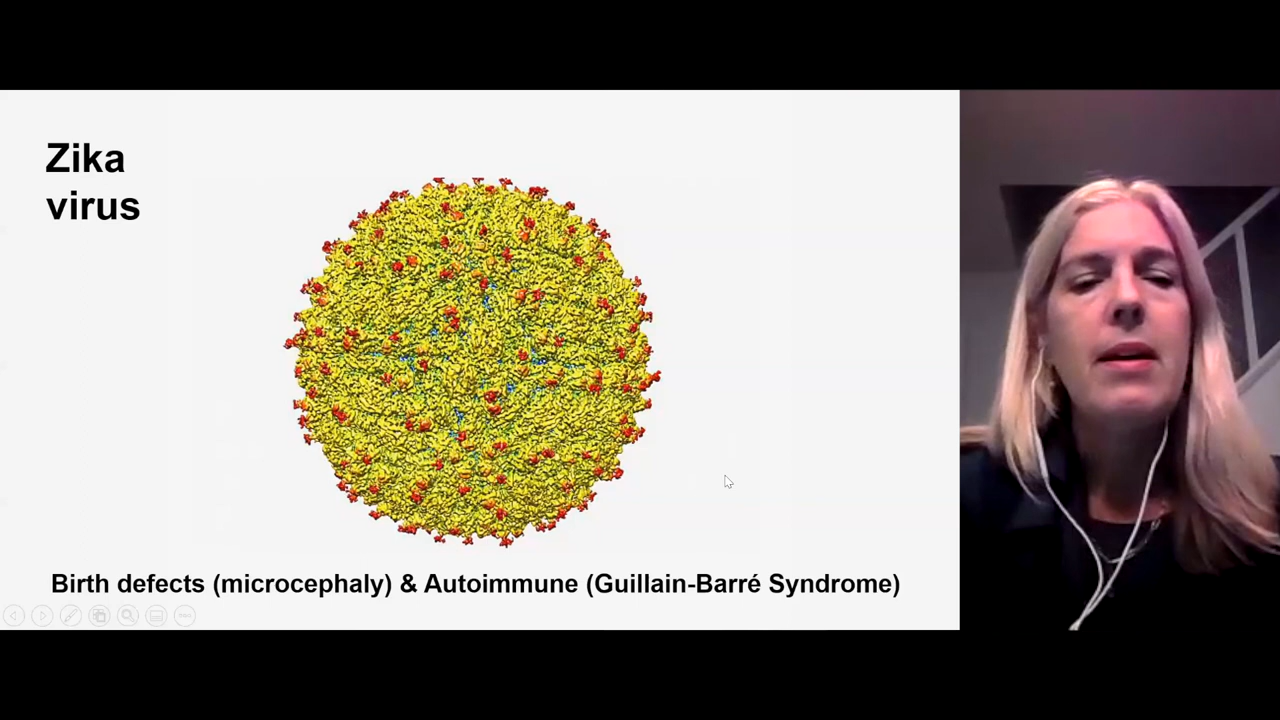 Zika
virus
Birth defects (microcephaly) & Autoimmune (Guillain-Barré Syndrome)